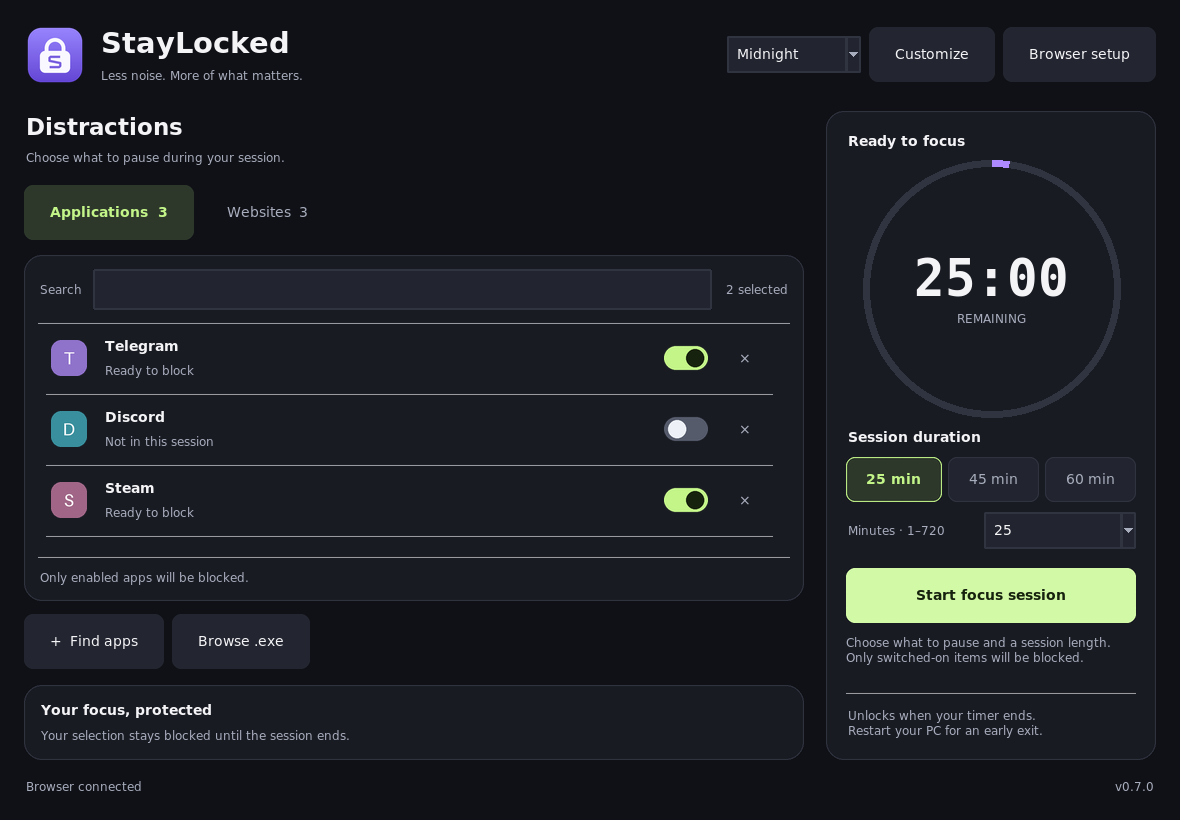 StayLocked
Less noise. More of what matters.
Midnight
Customize
Browser setup
Distractions
Choose what to pause during your session.
Applications 3
Websites 3
Search
2 selected
T
Telegram
Ready to block
×
D
Discord
Not in this session
×
S
Steam
Ready to block
×
Only enabled apps will be blocked.
+ Find apps
Browse .exe
Your focus, protected
Your selection stays blocked until the session ends.
Ready to focus
25:00
REMAINING
Session duration
25 min
45 min
60 min
Minutes · 1–720
25
Start focus session
Choose what to pause and a session length.
Only switched-on items will be blocked.
Unlocks when your timer ends.
Restart your PC for an early exit.
Browser connected
v0.7.0